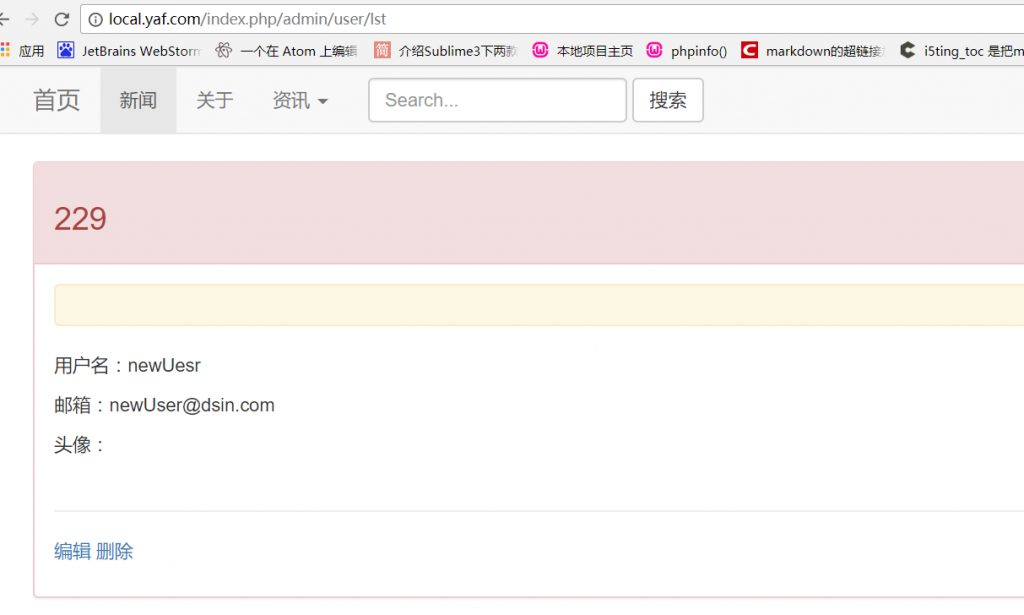 local.yaf.com/index.php/admin/user/lst
应用 JetBrains WebStorm 一个在 Atom 上编辑 简 介绍Sublime3下两款 本地项目主页 phpinfo() C markdown的超链接 C i5ting_toc 是把m
首页 新闻 关于 资讯 Search... 搜索
229
用户名：newUesr
邮箱：newUser@dsin.com
头像：
编辑 删除